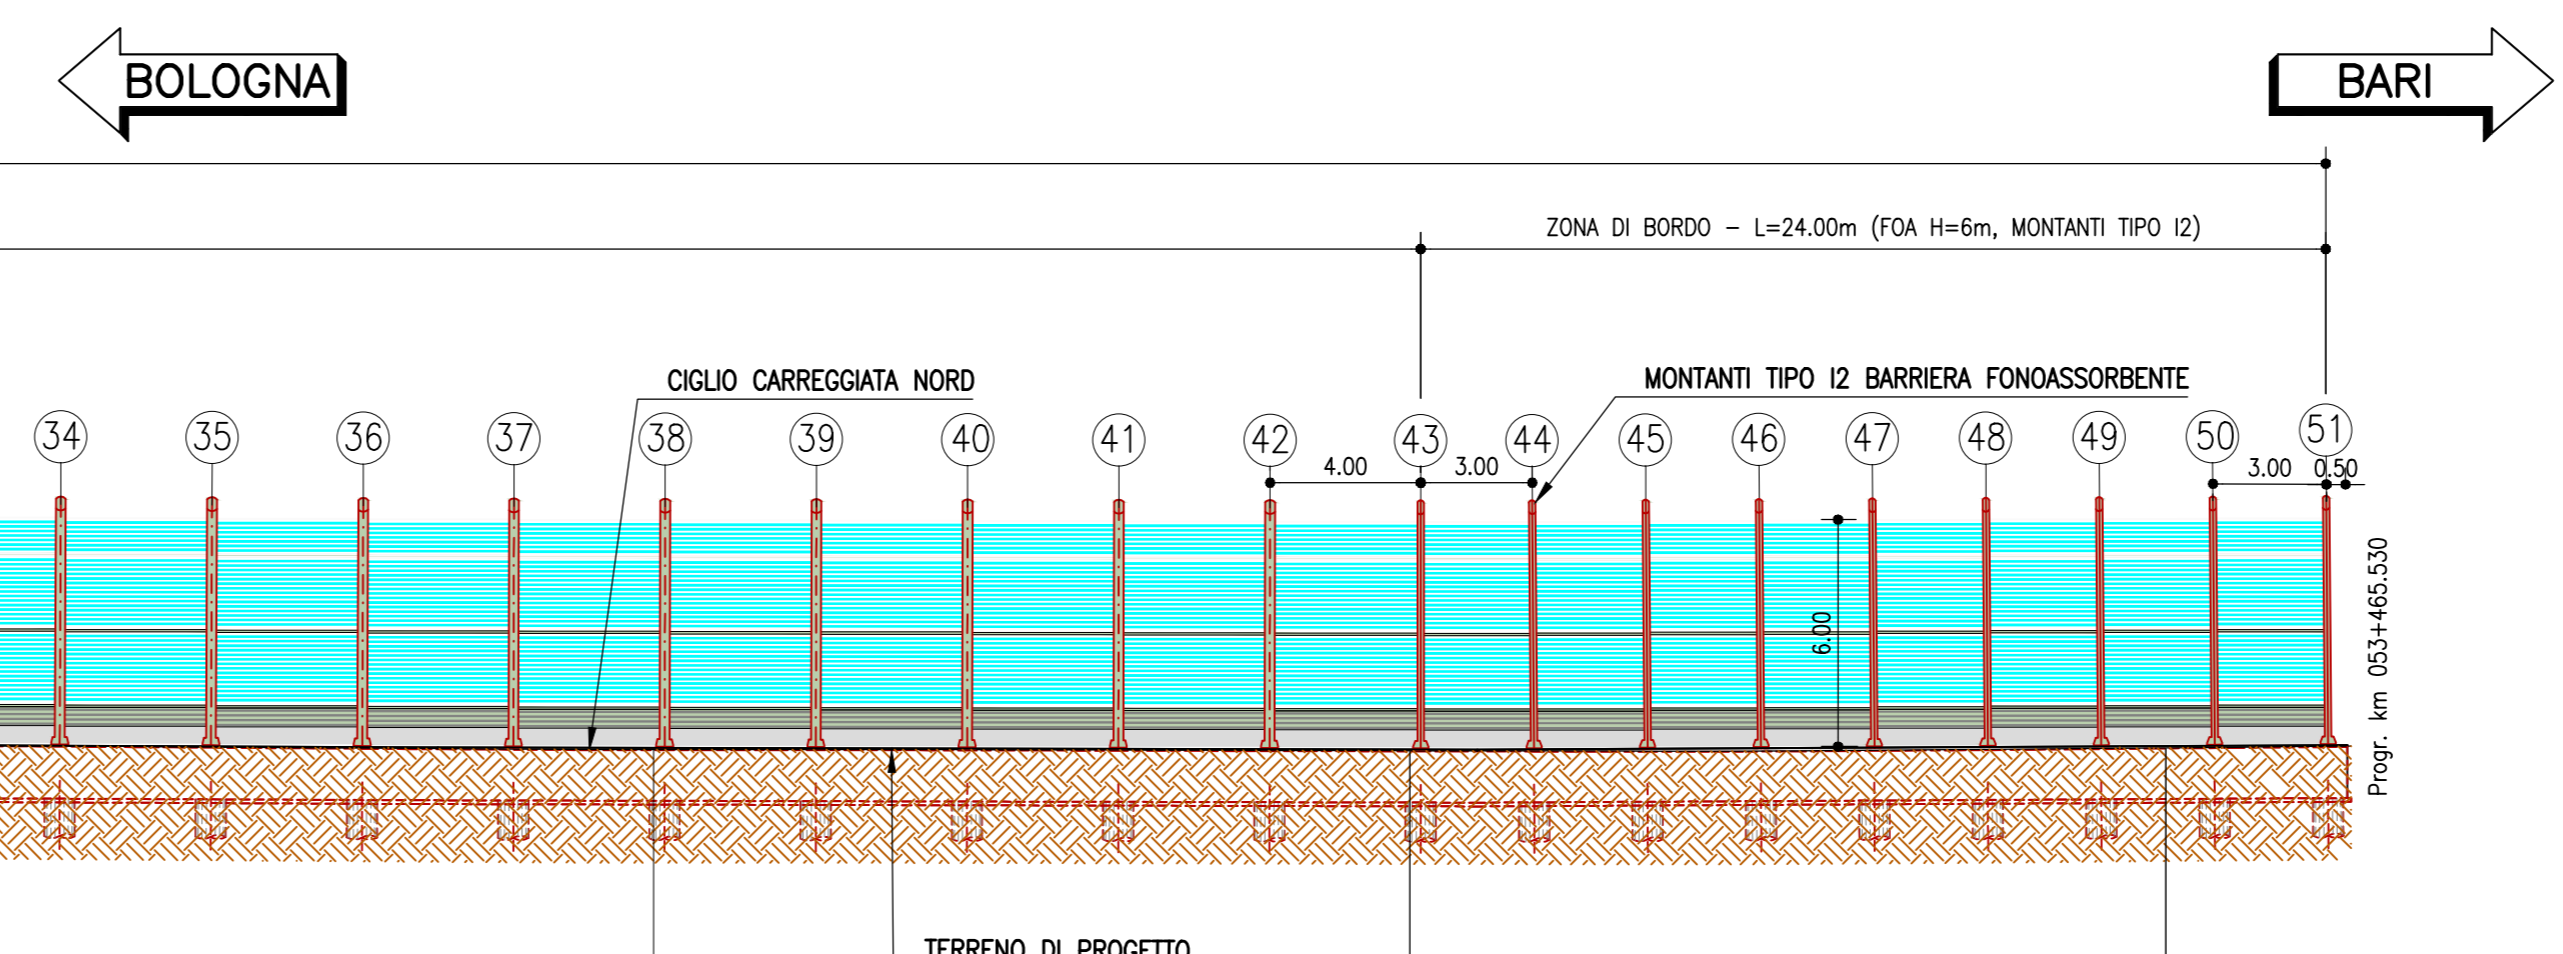 BOLOGNA
BARI
ZONA DI BORDO - L=24.00m (FOA H=6m, MONTANTI TIPO I2)
CIGLIO CARREGGIATA NORD
MONTANTI TIPO I2 BARRIERA FONOASSORBENTE
34 35 36 37 38 39 40 41 42 43 44 45 46 47 48 49 50 51
4.00 3.00 3.00 0.50
6.00
Progr. km 053+465.530
TERRENO DI PROGETTO